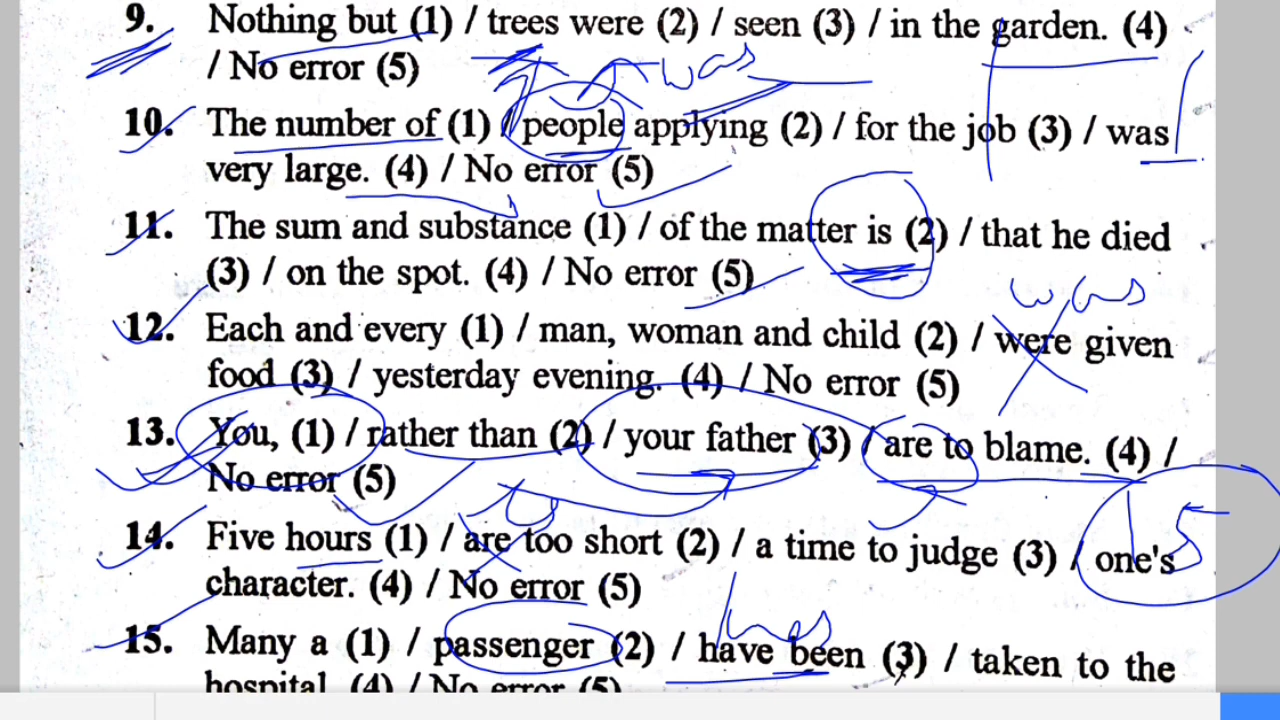 9. Nothing but (1) / trees were (2) / seen (3) / in the garden. (4)
/ No error (5)
was
10. The number of (1) / people applying (2) / for the job (3) / was
very large. (4) / No error (5)
11. The sum and substance (1) / of the matter is (2) / that he died
(3) / on the spot. (4) / No error (5)
was
12. Each and every (1) / man, woman and child (2) / were given
food (3) / yesterday evening. (4) / No error (5)
13. You, (1) / rather than (2) / your father (3) / are to blame. (4) /
No error (5)
is
15
14. Five hours (1) / are too short (2) / a time to judge (3) / one's
character. (4) / No error (5)
has
15. Many a (1) / passenger (2) / have been (3) / taken to the
hospital. (4) / No error (5)